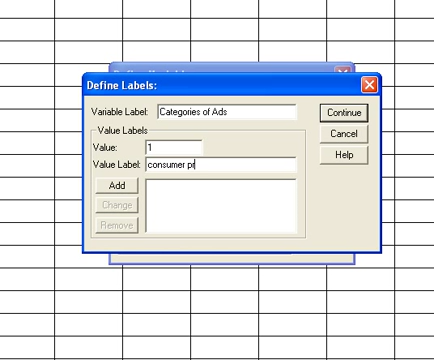 Define Labels:
Variable Label: Categories of Ads
Continue
Value Labels
Cancel
Value: 1
Value Label: consumer pr
Help
Add
Change
Remove